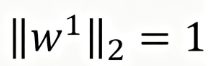 ‖w¹‖₂ = 1